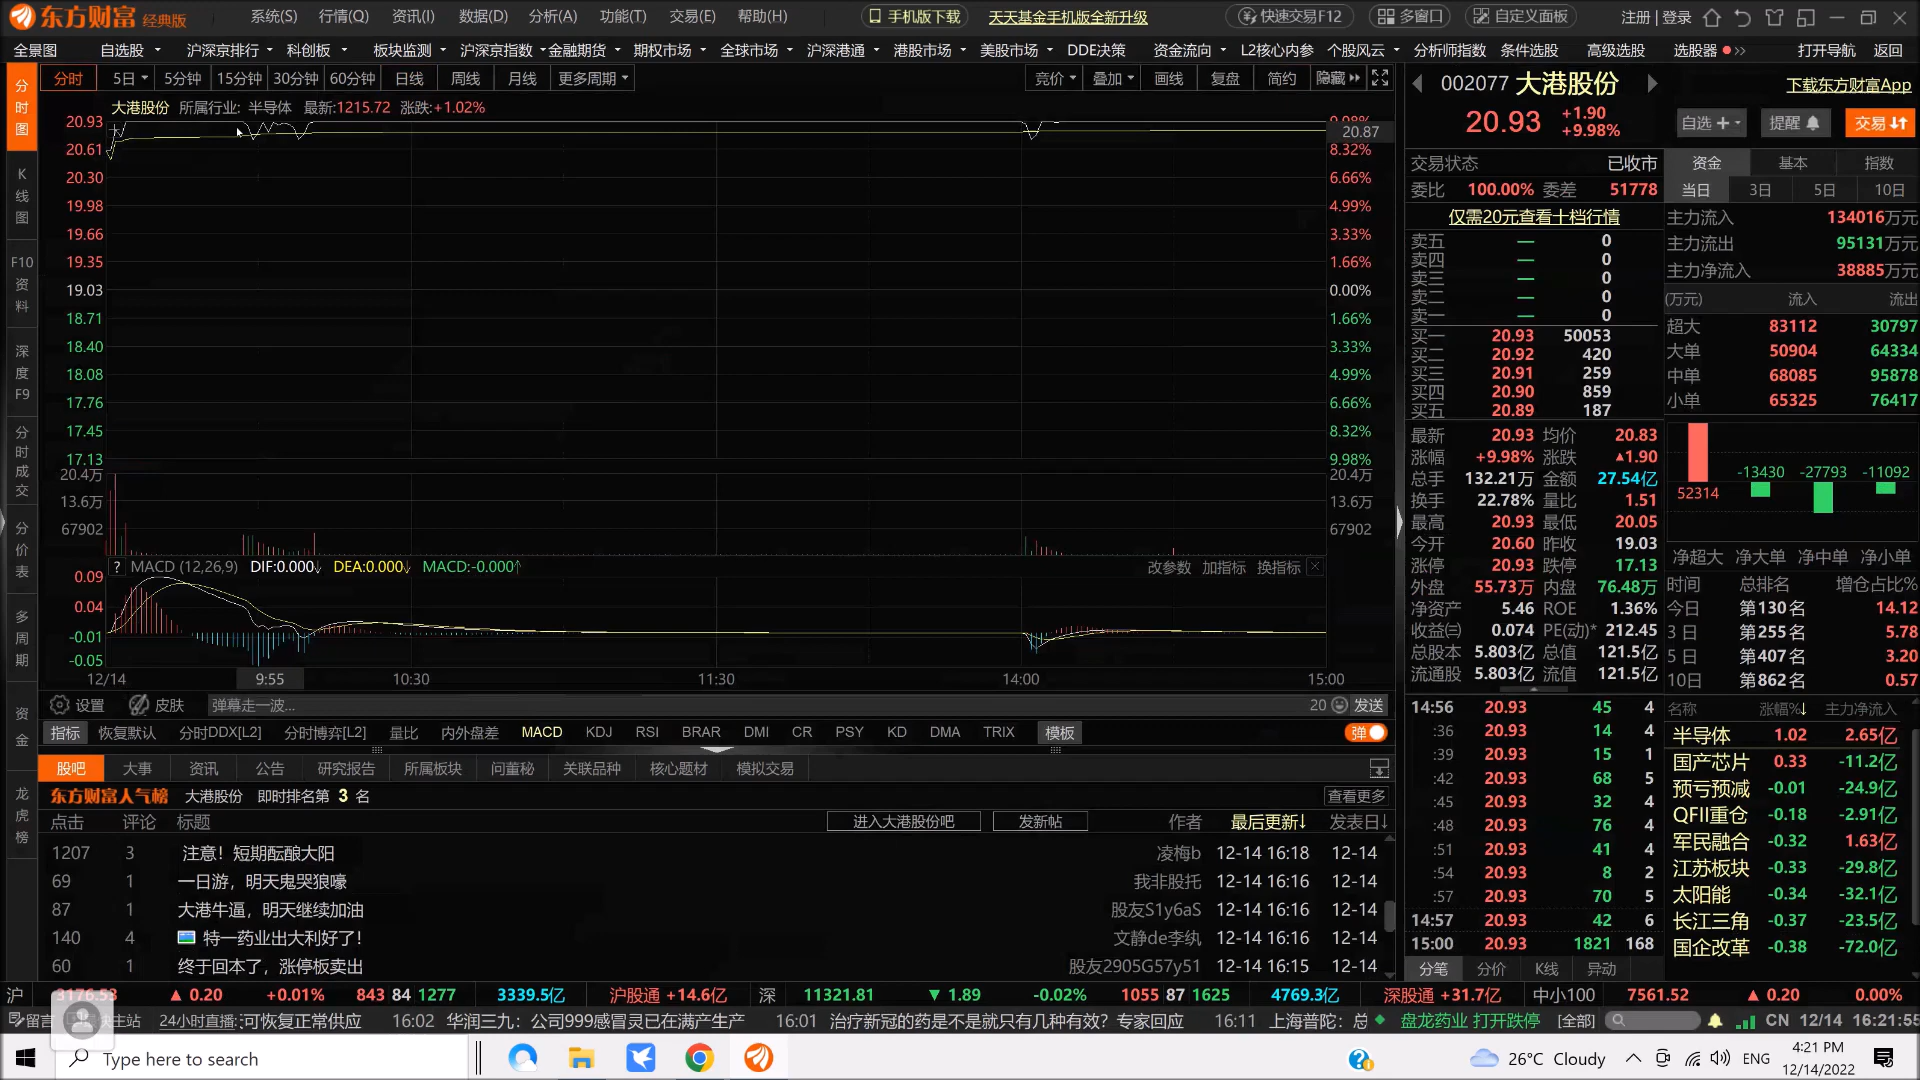 东方财富 经典版 系统(S) 行情(Q) 资讯(I) 数据(D) 分析(A) 功能(T) 交易(E) 帮助(H) 手机版下载 天天基金手机版全新升级 快速交易F12 多窗口 自定义面板 注册 | 登录
全景图 自选股 沪深京排行 科创板 板块监测 沪深京指数 金融期货 期权市场 全球市场 沪深港通 港股市场 美股市场 DDE决策 资金流向 L2核心内参 个股风云 分析师指数 条件选股 高级选股 选股器 打开导航 返回
分时 5日 5分钟 15分钟 30分钟 60分钟 日线 周线 月线 更多周期 竞价 叠加 画线 复盘 简约 隐藏
分时图
K线图
F10资料
深度F9
分时成交
分价表
多周期
资金
龙虎榜
大港股份 所属行业: 半导体 最新:1215.72 涨跌:+1.02%
20.93 20.87
20.61 8.32%
20.30 6.66%
19.98 4.99%
19.66 3.33%
19.35 1.66%
19.03 0.00%
18.71 1.66%
18.40 3.33%
18.08 4.99%
17.76 6.66%
17.45 8.32%
17.13 9.98%
20.4万 20.4万
13.6万 13.6万
67902 67902
? MACD (12,26,9) DIF:0.000↓ DEA:0.000↓ MACD:-0.000↑ 改参数 加指标 换指标
0.09
0.04
-0.01
-0.05
12/14 9:55 10:30 11:30 14:00 15:00
设置 皮肤 弹幕走一波... 20 发送
指标 恢复默认 分时DDX[L2] 分时博弈[L2] 量比 内外盘差 MACD KDJ RSI BRAR DMI CR PSY KD DMA TRIX 模板 弹
股吧 大事 资讯 公告 研究报告 所属板块 问董秘 关联品种 核心题材 模拟交易
东方财富人气榜 大港股份 即时排名第 3 名 查看更多
点击 评论 标题 进入大港股份吧 发新帖 作者 最后更新↓ 发表日↓
1207 3 注意！短期酝酿大阳 凌梅b 12-14 16:18 12-14
69 1 一日游，明天鬼哭狼嚎 我非股托 12-14 16:16 12-14
87 1 大港牛逼，明天继续加油 股友S1y6aS 12-14 16:16 12-14
140 4 特一药业出大利好了！ 文静de李纨 12-14 16:16 12-14
60 1 终于回本了，涨停板卖出 股友2905G57y51 12-14 16:15 12-14
002077 大港股份 下载东方财富App
20.93 +1.90 +9.98% 自选 提醒 交易
交易状态 已收市
委比 100.00% 委差 51778
仅需20元查看十档行情
卖五 — 0
卖四 — 0
卖三 — 0
卖二 — 0
卖一 — 0
买一 20.93 50053
买二 20.92 420
买三 20.91 259
买四 20.90 859
买五 20.89 187
最新 20.93 均价 20.83
涨幅 +9.98% 涨跌 ▲1.90
总手 132.21万 金额 27.54亿
换手 22.78% 量比 1.51
最高 20.93 最低 20.05
今开 20.60 昨收 19.03
涨停 20.93 跌停 17.13
外盘 55.73万 内盘 76.48万
净资产 5.46 ROE 1.36%
收益㈢ 0.074 PE(动)* 212.45
总股本 5.803亿 总值 121.5亿
流通股 5.803亿 流值 121.5亿
14:56 20.93 45 4
:36 20.93 14 4
:39 20.93 15 1
:42 20.93 68 5
:45 20.93 32 4
:48 20.93 76 4
:51 20.93 41 4
:54 20.93 8 2
:57 20.93 70 5
14:57 20.93 42 6
15:00 20.93 1821 168
分笔 分价 K线 异动
资金 基本 指数
当日 3日 5日 10日
主力流入 134016万元
主力流出 95131万元
主力净流入 38885万元
(万元) 流入 流出
超大 83112 30797
大单 50904 64334
中单 68085 95878
小单 65325 76417
52314 -13430 -27793 -11092
净超大 净大单 净中单 净小单
时间 总排名 增仓占比%
今日 第130名 14.12
3 日 第255名 5.78
5 日 第407名 3.20
10日 第862名 0.57
名称 涨幅%↓ 主力净流入
半导体 1.02 2.65亿
国产芯片 0.33 -11.2亿
预亏预减 -0.01 -24.9亿
QFII重仓 -0.18 -2.91亿
军民融合 -0.32 1.63亿
江苏板块 -0.33 -29.8亿
太阳能 -0.34 -32.1亿
长江三角 -0.37 -23.5亿
国企改革 -0.38 -72.0亿
沪 3176.53 ▲ 0.20 +0.01% 843 84 1277 3339.5亿 沪股通 +14.6亿 深 11321.81 ▼ 1.89 -0.02% 1055 87 1625 4769.3亿 深股通 +31.7亿 中小100 7561.52 ▲ 0.20 0.00%
留言 主站 24小时直播: 可恢复正常供应 16:02 华润三九：公司999感冒灵已在满产生产 16:01 治疗新冠的药是不是就只有几种有效？专家回应 16:11 上海普陀： 盘龙药业 打开跌停 [全部] CN 12/14 16:21:55
Type here to search 26°C Cloudy ENG 4:21 PM
12/14/2022